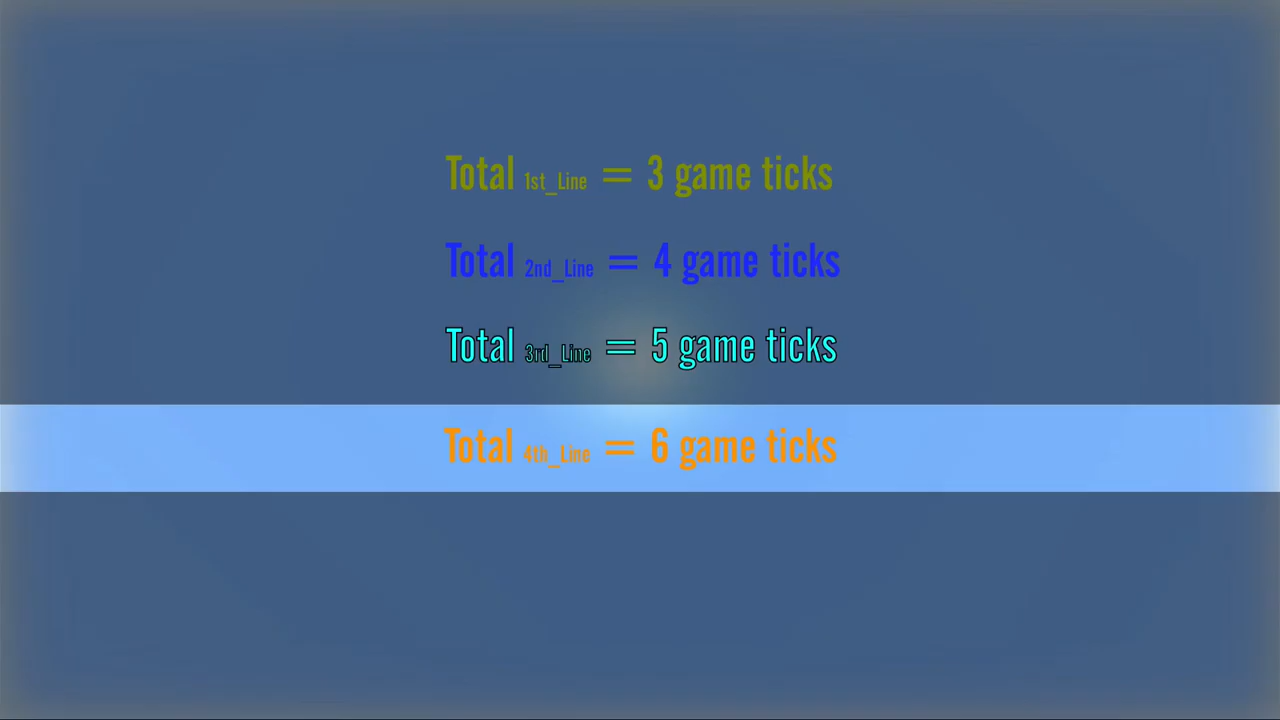 Total 1st_Line = 3 game ticks
Total 2nd_Line = 4 game ticks
Total 3rd_Line = 5 game ticks
Total 4th_Line = 6 game ticks